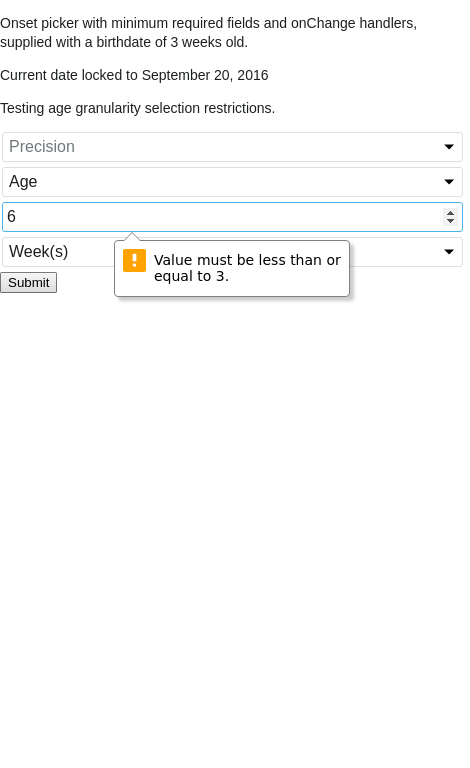 Onset picker with minimum required fields and onChange handlers,
supplied with a birthdate of 3 weeks old.
Current date locked to September 20, 2016
Testing age granularity selection restrictions.
Precision
Age
6
Week(s)
Value must be less than or
equal to 3.
Submit